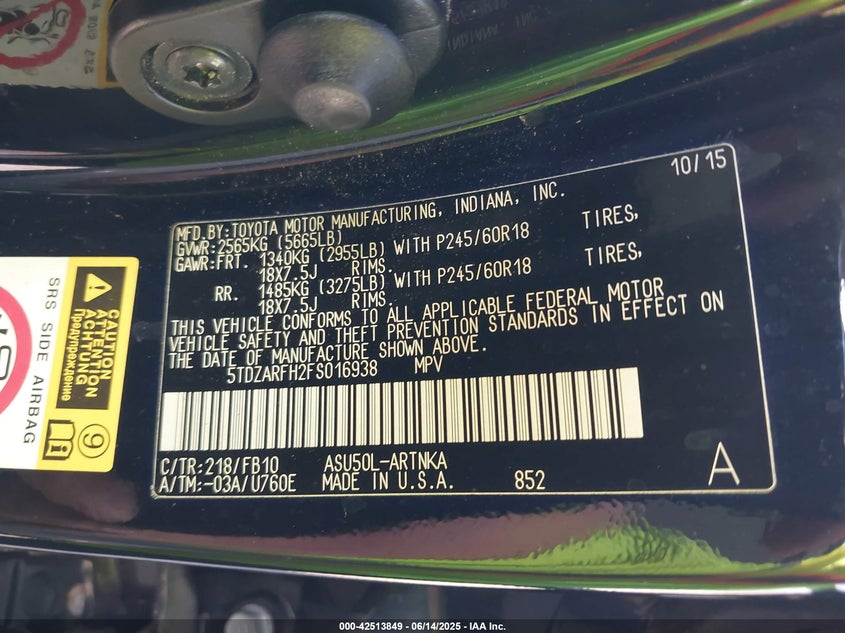 10/15
MFD.BY:TOYOTA MOTOR MANUFACTURING, INDIANA, INC.
GVWR:2565KG (5665LB)
GAWR:FRT. 1340KG (2955LB) WITH P245/60R18 TIRES,
18X7.5J RIMS.
RR. 1485KG (3275LB) WITH P245/60R18 TIRES,
18X7.5J RIMS.
THIS VEHICLE CONFORMS TO ALL APPLICABLE FEDERAL MOTOR
VEHICLE SAFETY AND THEFT PREVENTION STANDARDS IN EFFECT ON
THE DATE OF MANUFACTURE SHOWN ABOVE.
5TDZARFH2FS016938 MPV
C/TR:218/FB10 ASU50L-ARTNKA
A/TM:-03A/U760E MADE IN U.S.A. 852 A
CAUTION
ATTENTION
ACHTUNG
Предупреждение
SRS SIDE AIRBAG
9
000-42513849 - 06/14/2025 - IAA Inc.